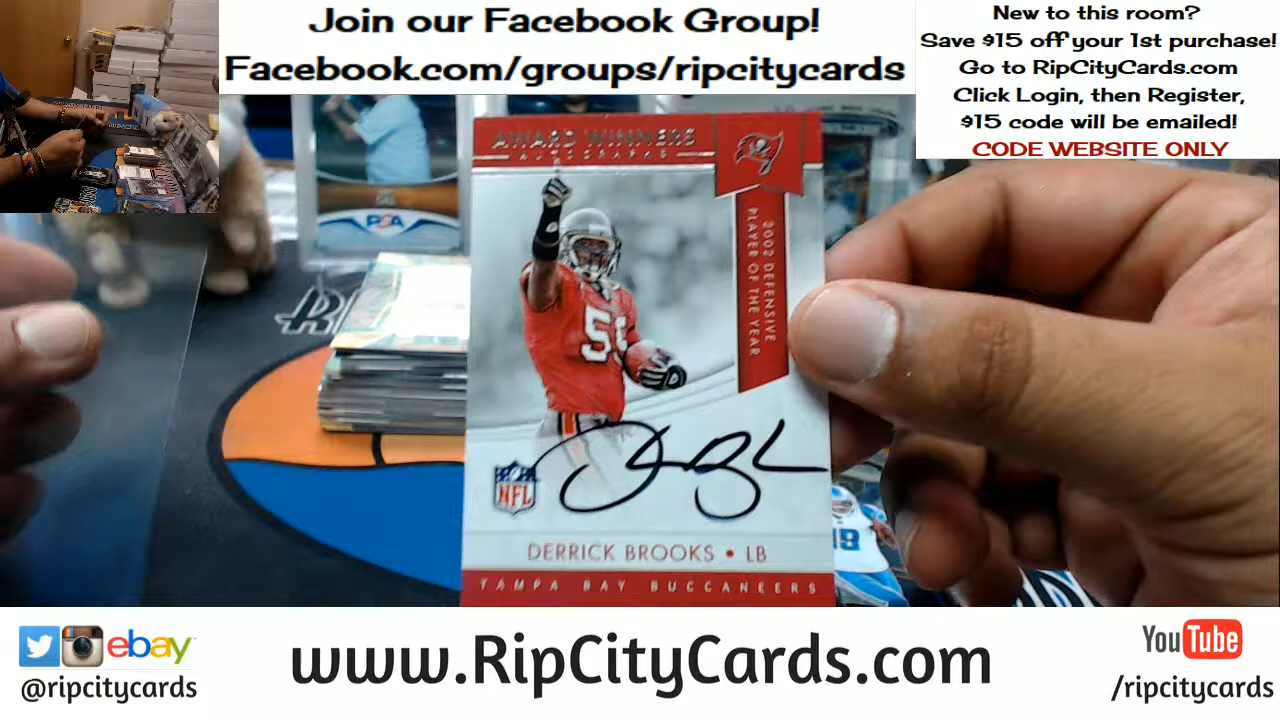 Join our Facebook Group!
Facebook.com/groups/ripcitycards
New to this room?
Save $15 off your 1st purchase!
Go to RipCityCards.com
Click Login, then Register,
$15 code will be emailed!
CODE WEBSITE ONLY
PSA
AWARD WINNERS
AUTOGRAPHS
2002 DEFENSIVE
PLAYER OF THE YEAR
55
NFL
DERRICK BROOKS • LB
TAMPA BAY BUCCANEERS
ebay
@ripcitycards
www.RipCityCards.com
YouTube
/ripcitycards